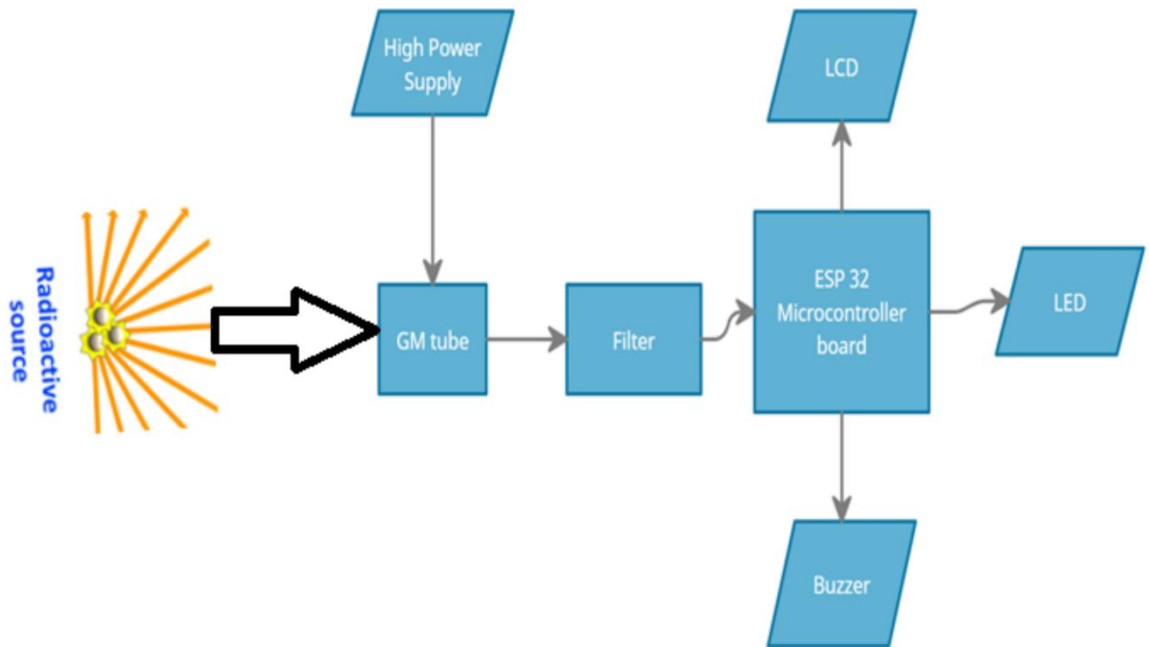 High Power
Supply
LCD
Radioactive
source
GM tube
Filter
ESP 32
Microcontroller
board
LED
Buzzer